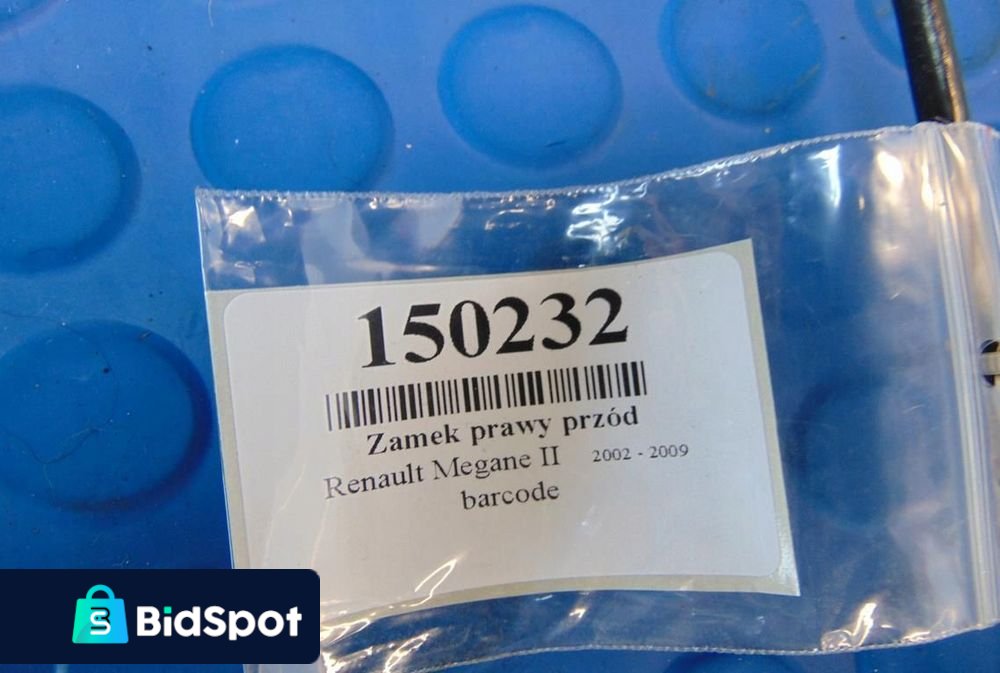 150232
Zamek prawy przód
Renault Megane II 2002 - 2009
barcode
BidSpot